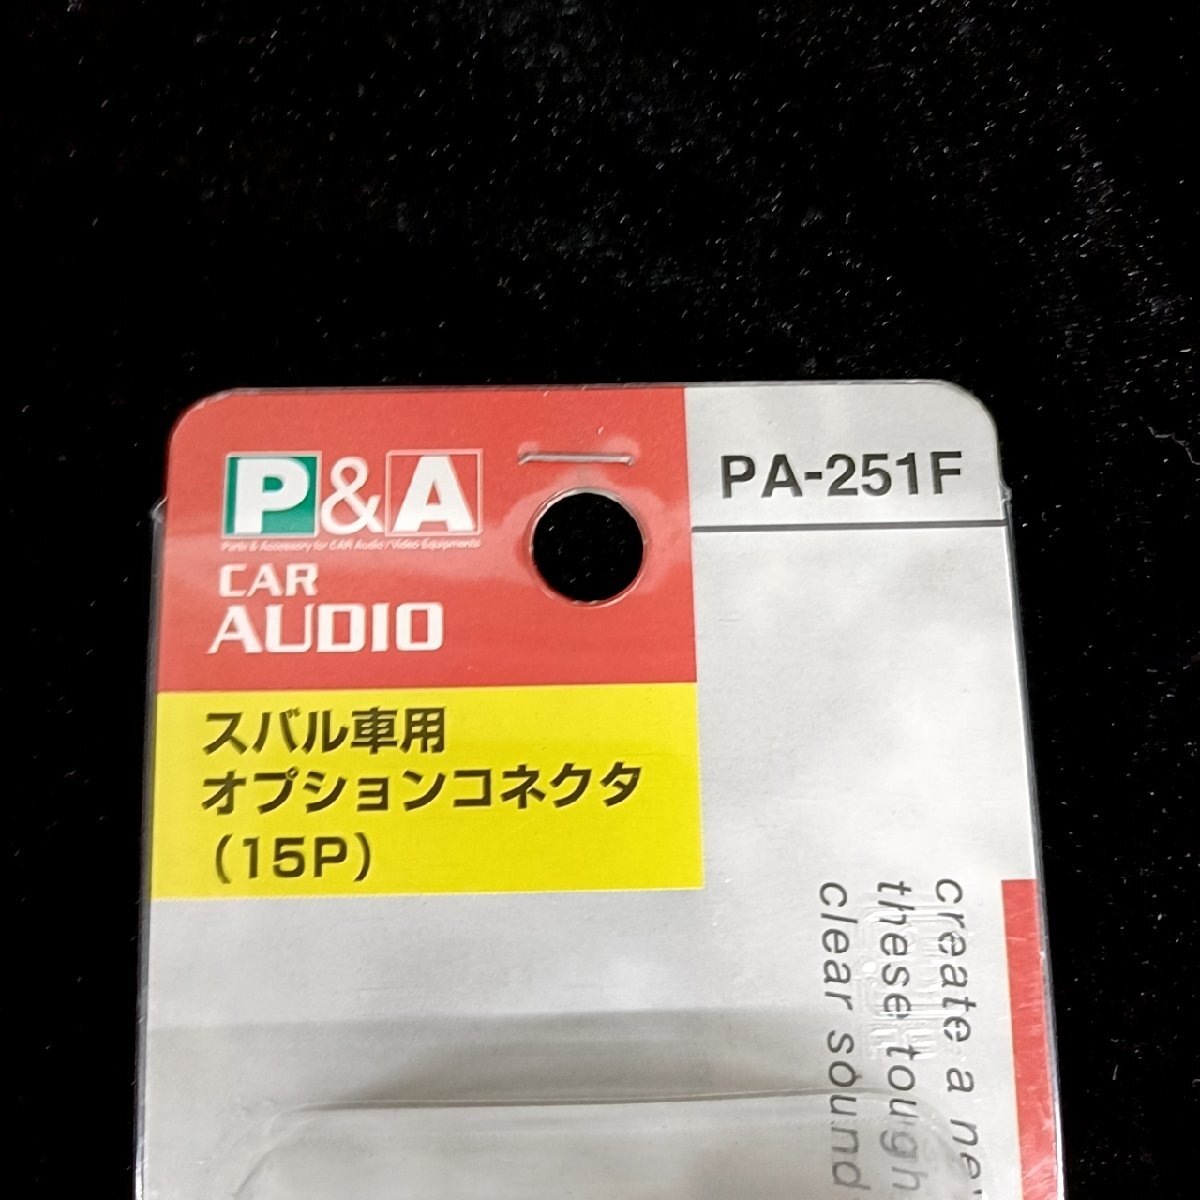 P&A
Parts & Accessory for CAR Audio / Video Equipments
CAR
AUDIO
PA-251F
スバル車用
オプションコネクタ
(15P)
create a ne
these tough
clear sound